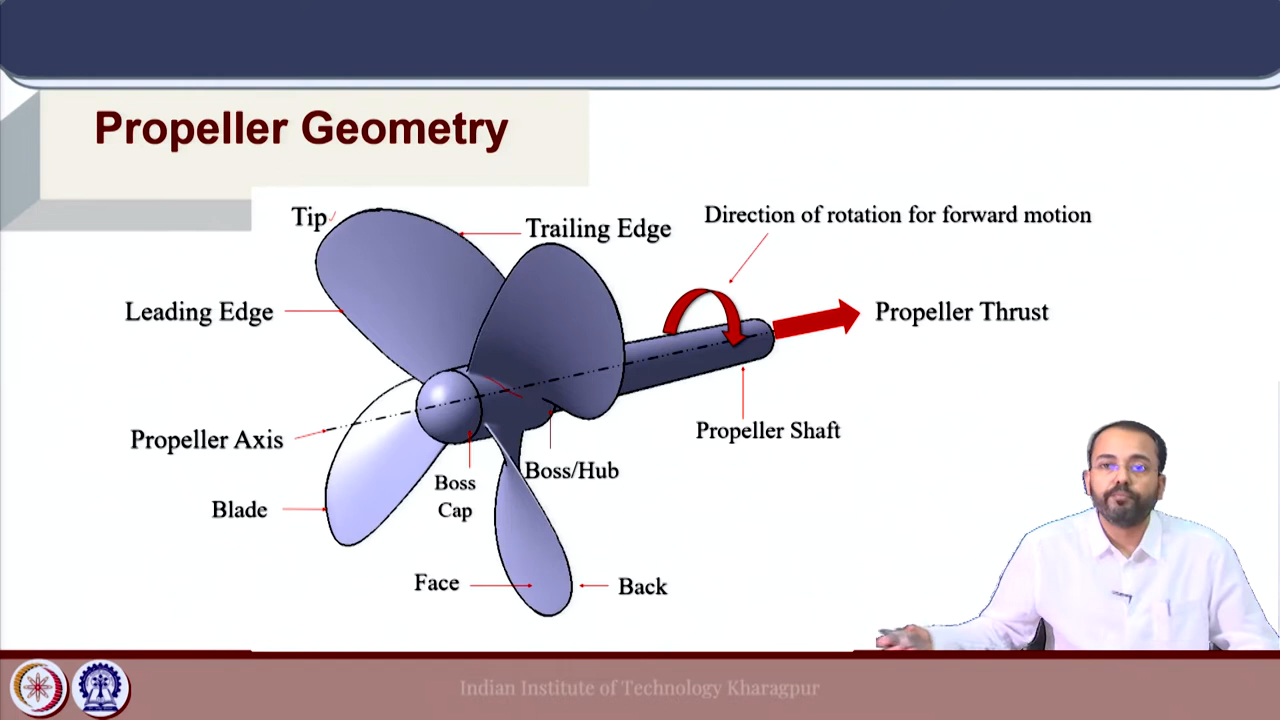 Propeller Geometry
Tip
Trailing Edge
Direction of rotation for forward motion
Leading Edge
Propeller Thrust
Propeller Axis
Propeller Shaft
Boss
Cap
Boss/Hub
Blade
Face
Back
Indian Institute of Technology Kharagpur